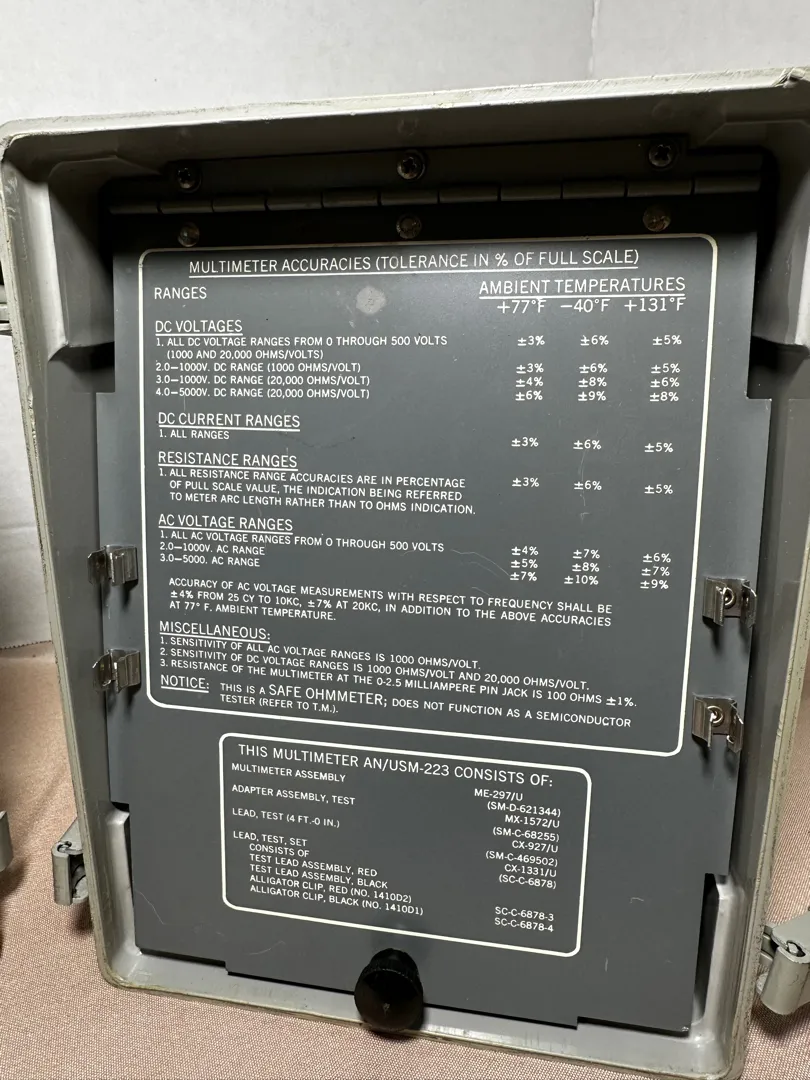 MULTIMETER ACCURACIES (TOLERANCE IN % OF FULL SCALE)
RANGES AMBIENT TEMPERATURES
+77°F -40°F +131°F
DC VOLTAGES
1. ALL DC VOLTAGE RANGES FROM 0 THROUGH 500 VOLTS ±3% ±6% ±5%
(1000 AND 20,000 OHMS/VOLTS)
2.0-1000V. DC RANGE (1000 OHMS/VOLT) ±3% ±6% ±5%
3.0-1000V. DC RANGE (20,000 OHMS/VOLT) ±4% ±8% ±6%
4.0-5000V. DC RANGE (20,000 OHMS/VOLT) ±6% ±9% ±8%
DC CURRENT RANGES
1. ALL RANGES ±3% ±6% ±5%
RESISTANCE RANGES
1. ALL RESISTANCE RANGE ACCURACIES ARE IN PERCENTAGE ±3% ±6% ±5%
OF FULL SCALE VALUE, THE INDICATION BEING REFERRED
TO METER ARC LENGTH RATHER THAN TO OHMS INDICATION.
AC VOLTAGE RANGES
1. ALL AC VOLTAGE RANGES FROM 0 THROUGH 500 VOLTS ±4% ±7% ±6%
2.0-1000V. AC RANGE ±5% ±8% ±7%
3.0-5000. AC RANGE ±7% ±10% ±9%
ACCURACY OF AC VOLTAGE MEASUREMENTS WITH RESPECT TO FREQUENCY SHALL BE
±4% FROM 25 CY TO 10KC, ±7% AT 20KC, IN ADDITION TO THE ABOVE ACCURACIES
AT 77° F. AMBIENT TEMPERATURE.
MISCELLANEOUS:
1. SENSITIVITY OF ALL AC VOLTAGE RANGES IS 1000 OHMS/VOLT.
2. SENSITIVITY OF DC VOLTAGE RANGES IS 1000 OHMS/VOLT AND 20,000 OHMS/VOLT.
3. RESISTANCE OF THE MULTIMETER AT THE 0-2.5 MILLIAMPERE PIN JACK IS 100 OHMS ±1%.
NOTICE: THIS IS A SAFE OHMMETER; DOES NOT FUNCTION AS A SEMICONDUCTOR
TESTER (REFER TO T.M.).
THIS MULTIMETER AN/USM-223 CONSISTS OF:
MULTIMETER ASSEMBLY ME-297/U
(SM-D-621344)
ADAPTER ASSEMBLY, TEST MX-1572/U
(SM-C-68255)
LEAD, TEST (4 FT.-0 IN.) CX-927/U
(SM-C-469502)
LEAD, TEST, SET CX-1331/U
CONSISTS OF (SC-C-6878)
TEST LEAD ASSEMBLY, RED
TEST LEAD ASSEMBLY, BLACK
ALLIGATOR CLIP, RED (NO. 1410D2) SC-C-6878-3
ALLIGATOR CLIP, BLACK (NO. 1410D1) SC-C-6878-4